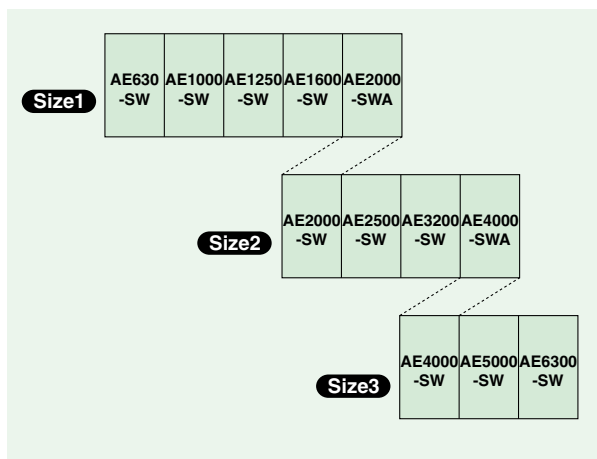 AE630 AE1000 AE1250 AE1600 AE2000
-SW -SW -SW -SW -SWA
Size1
AE2000 AE2500 AE3200 AE4000
-SW -SW -SW -SWA
Size2
AE4000 AE5000 AE6300
-SW -SW -SW
Size3